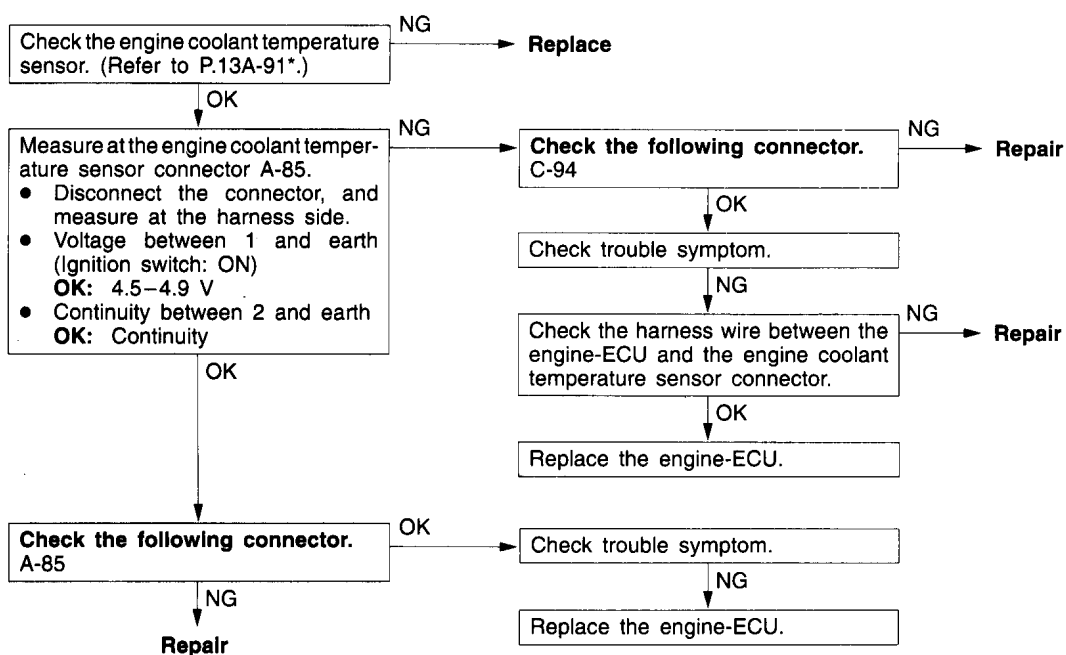 Check the engine coolant temperature
sensor. (Refer to P.13A-91*.)
NG
Replace
OK
Measure at the engine coolant temper-
ature sensor connector A-85.
● Disconnect the connector, and
measure at the harness side.
● Voltage between 1 and earth
(Ignition switch: ON)
OK: 4.5–4.9 V
● Continuity between 2 and earth
OK: Continuity
NG
Check the following connector.
C-94
NG
Repair
OK
Check trouble symptom.
NG
Check the harness wire between the
engine-ECU and the engine coolant
temperature sensor connector.
NG
Repair
OK
Replace the engine-ECU.
OK
Check the following connector.
A-85
OK
Check trouble symptom.
NG
Replace the engine-ECU.
NG
Repair